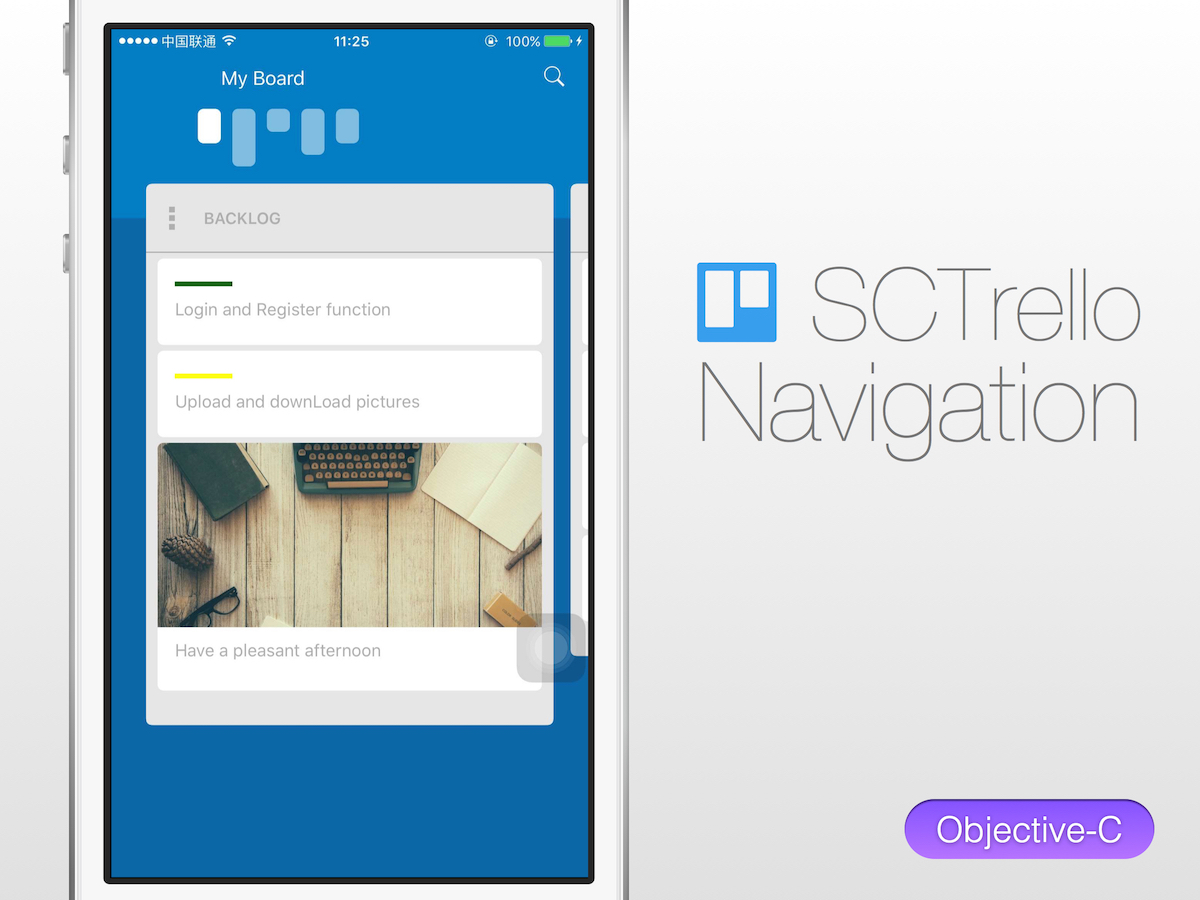 中国联通 11:25 100%
My Board
BACKLOG
Login and Register function
Upload and downLoad pictures
Have a pleasant afternoon
SCTrello
Navigation
Objective-C